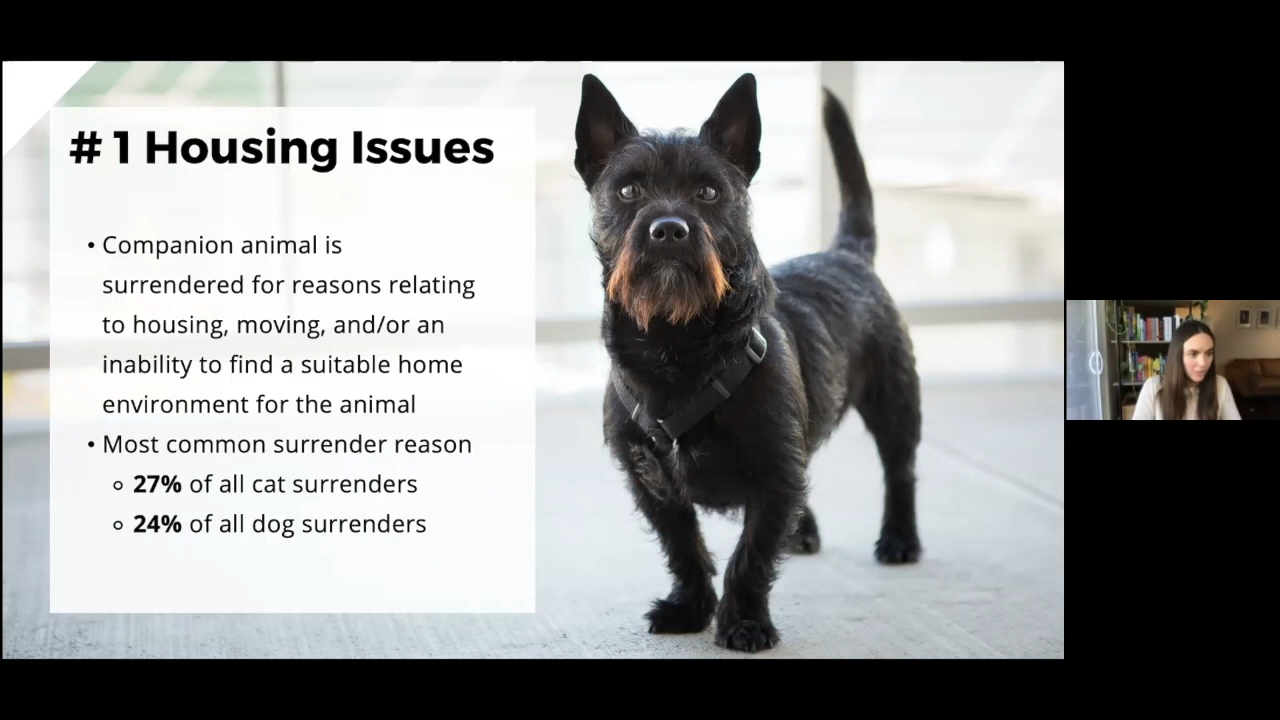 # 1 Housing Issues
• Companion animal is
surrendered for reasons relating
to housing, moving, and/or an
inability to find a suitable home
environment for the animal
• Most common surrender reason
◦ 27% of all cat surrenders
◦ 24% of all dog surrenders